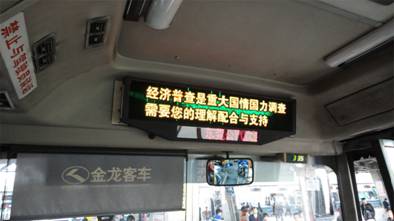 经济普查是重大国情国力调查
需要您的理解配合与支持
金龙客车